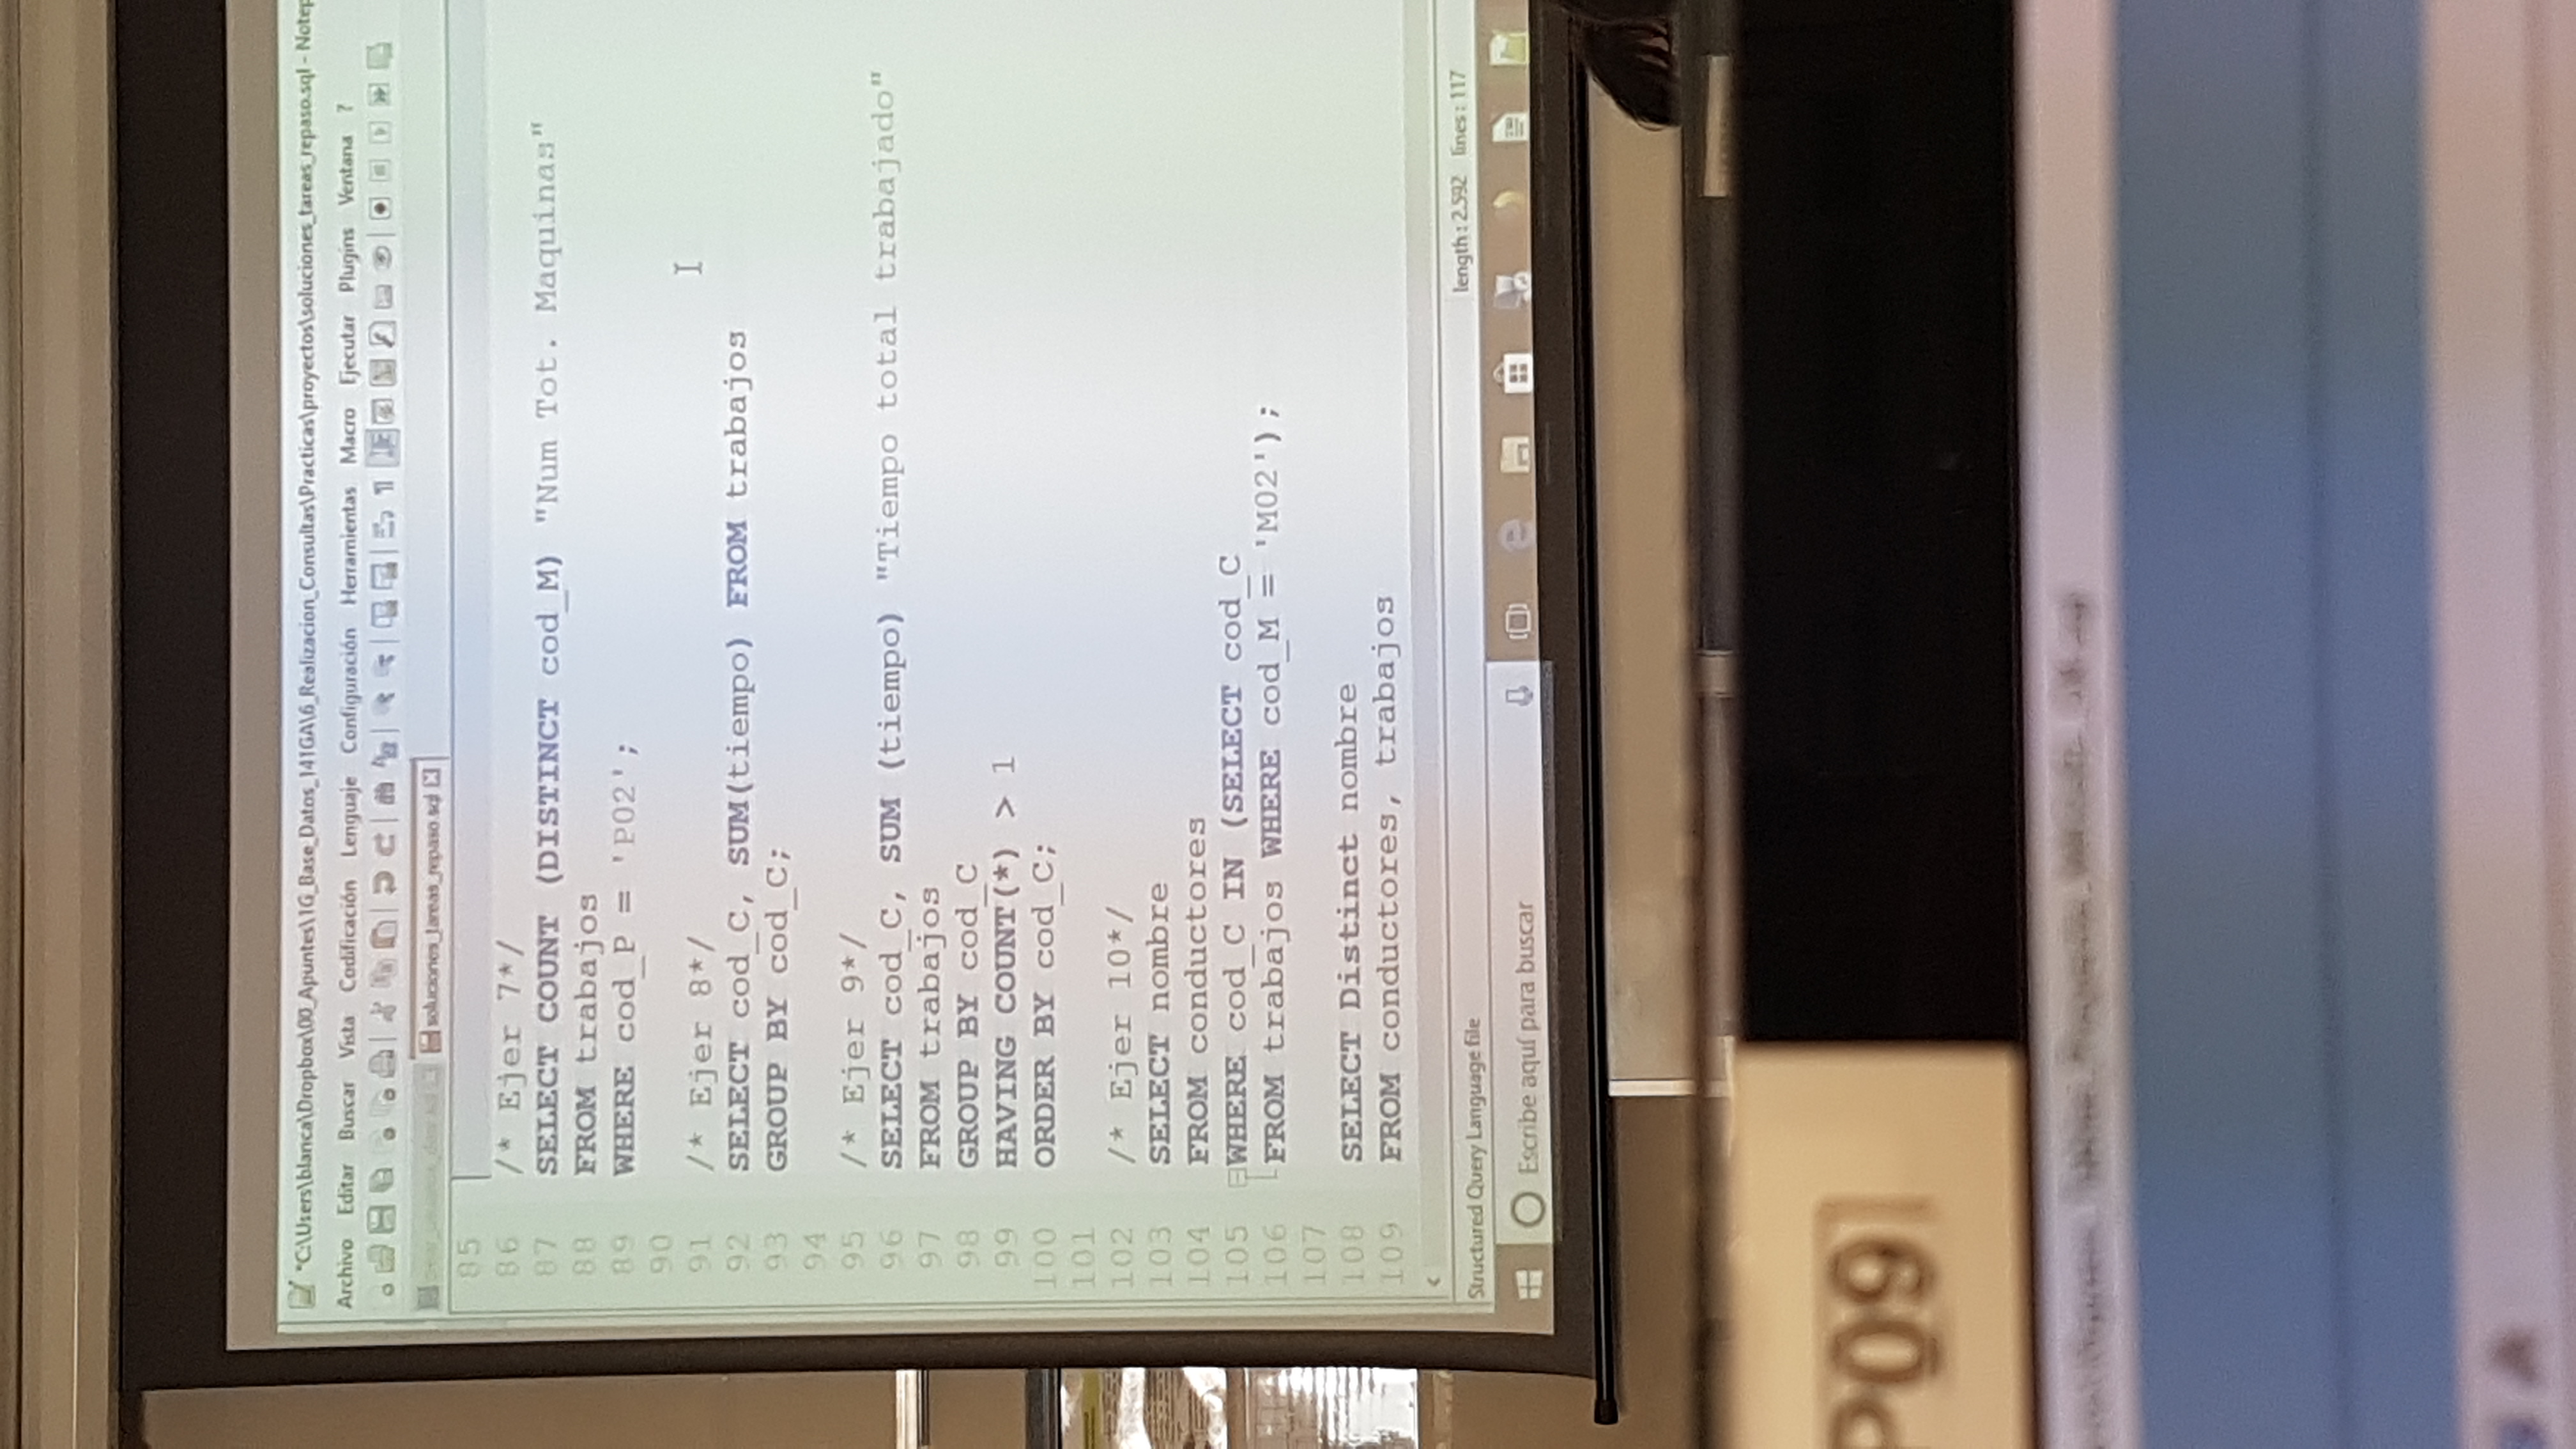 *C:\Users\blanca\Dropbox\00_Apuntes\1G_Base_Datos_141GA\6_Realizacion_Consultas\Practicas\proyectos\soluciones_tareas_repaso.sql - Notep
Archivo Editar Buscar Vista Codificación Lenguaje Configuración Herramientas Macro Ejecutar Plugins Ventana ?
soluciones_tareas_repaso.sql
85
86 /* Ejer 7*/
87 SELECT COUNT (DISTINCT cod_M) "Num Tot. Maquinas"
88 FROM trabajos
89 WHERE cod_P = 'P02';
90
91 /* Ejer 8*/
92 SELECT cod_C, SUM(tiempo) FROM trabajos
93 GROUP BY cod_C;
94
95 /* Ejer 9*/
96 SELECT cod_C, SUM (tiempo) "Tiempo total trabajado"
97 FROM trabajos
98 GROUP BY cod_C
99 HAVING COUNT(*) > 1
100 ORDER BY cod_C;
101
102 /* Ejer 10*/
103 SELECT nombre
104 FROM conductores
105 WHERE cod_C IN (SELECT cod_C
106 FROM trabajos WHERE cod_M = 'M02');
107
108 SELECT Distinct nombre
109 FROM conductores, trabajos
Structured Query Language file length : 2.592 lines : 117
Escribe aquí para buscar
P09